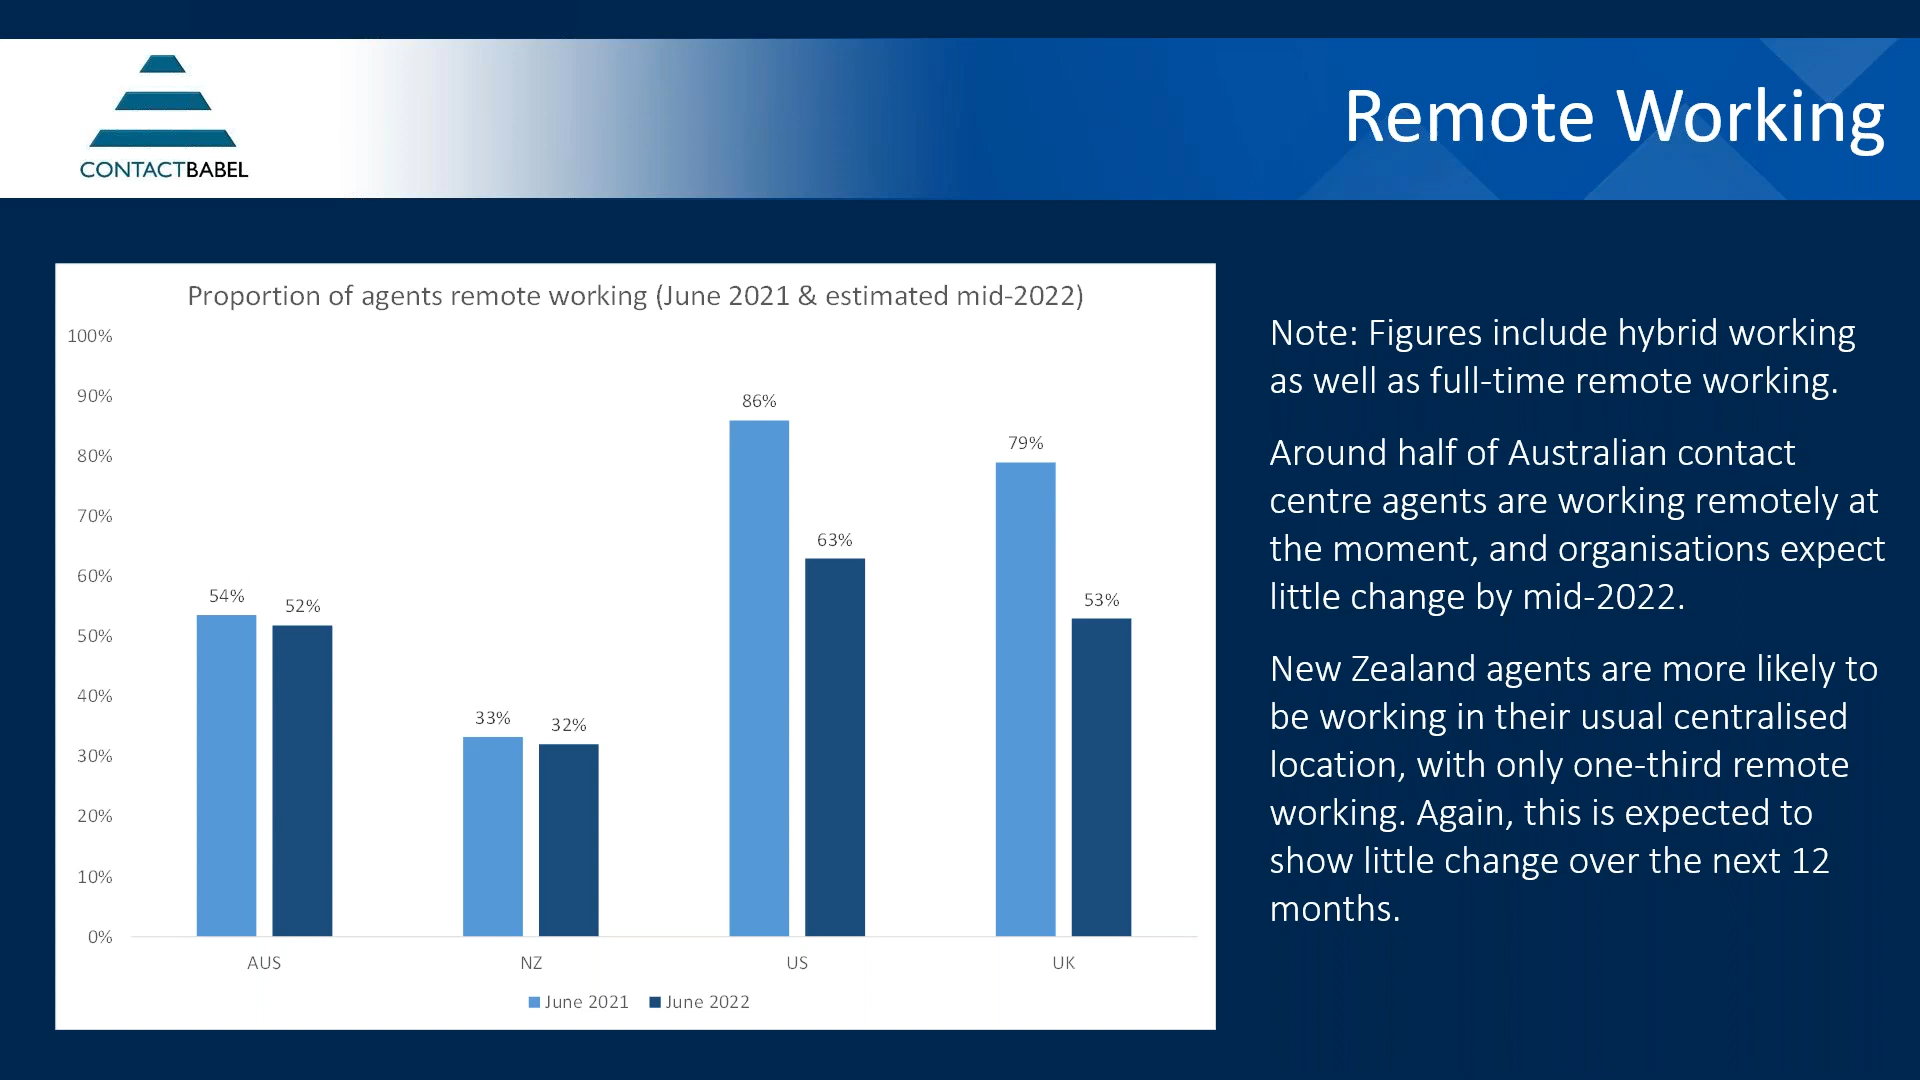 CONTACTBABEL
Remote Working
Proportion of agents remote working (June 2021 & estimated mid-2022)
100%
90%
80%
70%
60%
50%
40%
30%
20%
10%
0%
54%
52%
33%
32%
86%
63%
79%
53%
AUS
NZ
US
UK
June 2021
June 2022
Note: Figures include hybrid working
as well as full-time remote working.
Around half of Australian contact
centre agents are working remotely at
the moment, and organisations expect
little change by mid-2022.
New Zealand agents are more likely to
be working in their usual centralised
location, with only one-third remote
working. Again, this is expected to
show little change over the next 12
months.